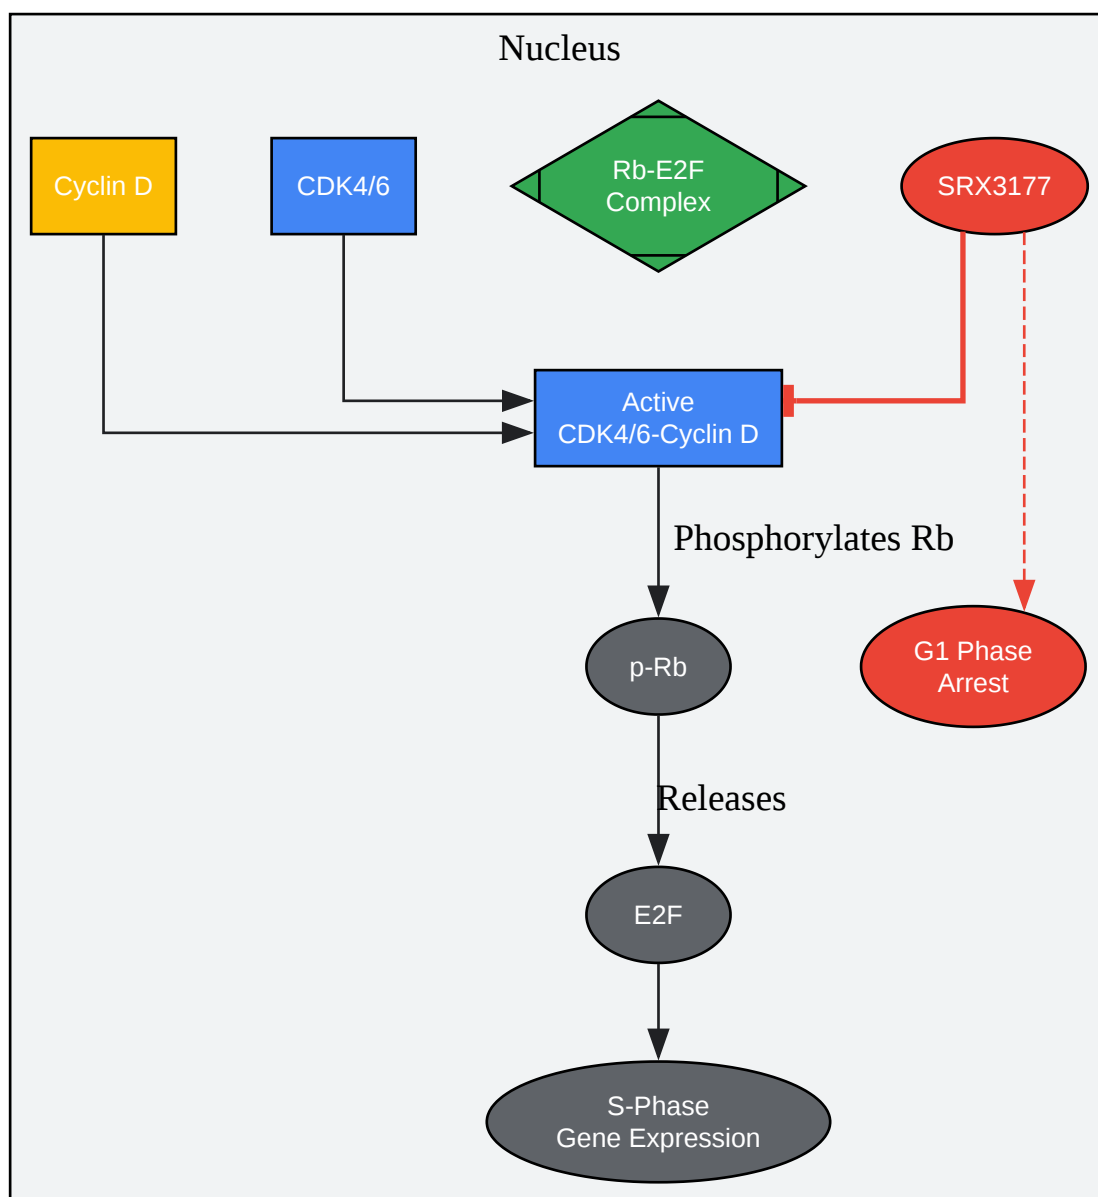 Nucleus
Cyclin D
CDK4/6
Rb-E2F
Complex
SRX3177
Active
CDK4/6-Cyclin D
Phosphorylates Rb
p-Rb
G1 Phase
Arrest
Releases
E2F
S-Phase
Gene Expression